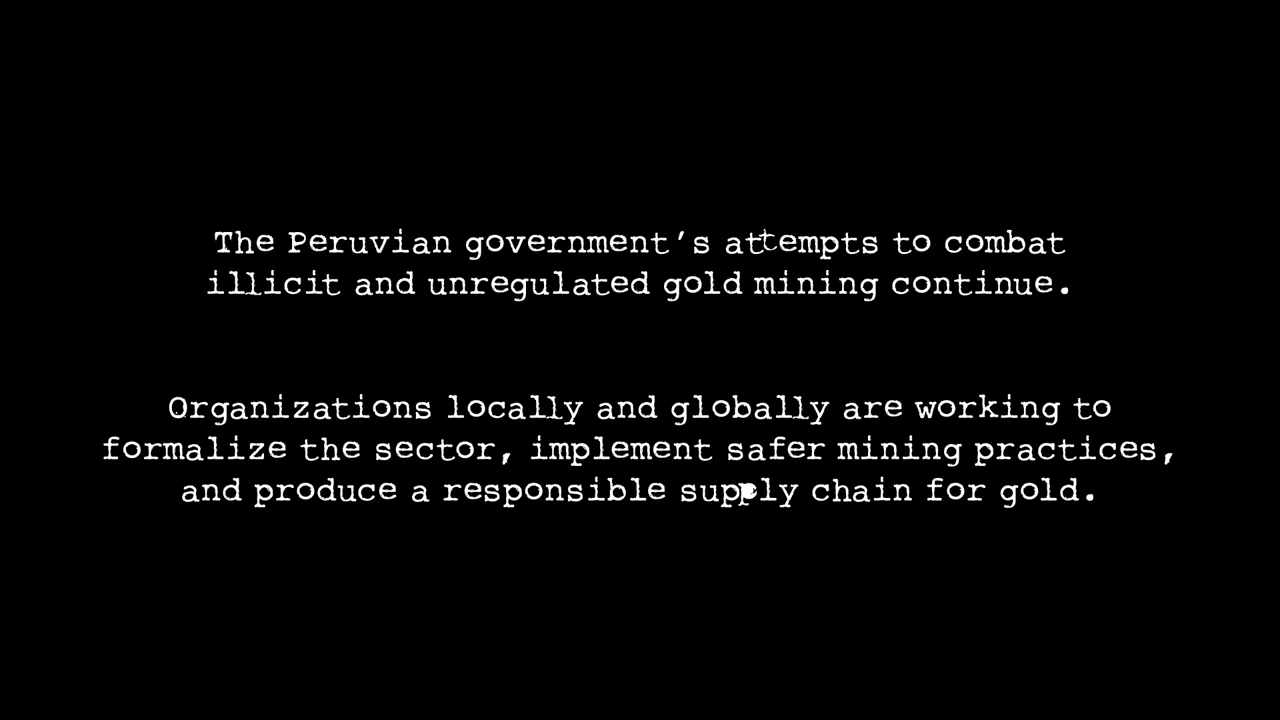 The Peruvian government's attempts to combat
illicit and unregulated gold mining continue.
Organizations locally and globally are working to
formalize the sector, implement safer mining practices,
and produce a responsible supply chain for gold.